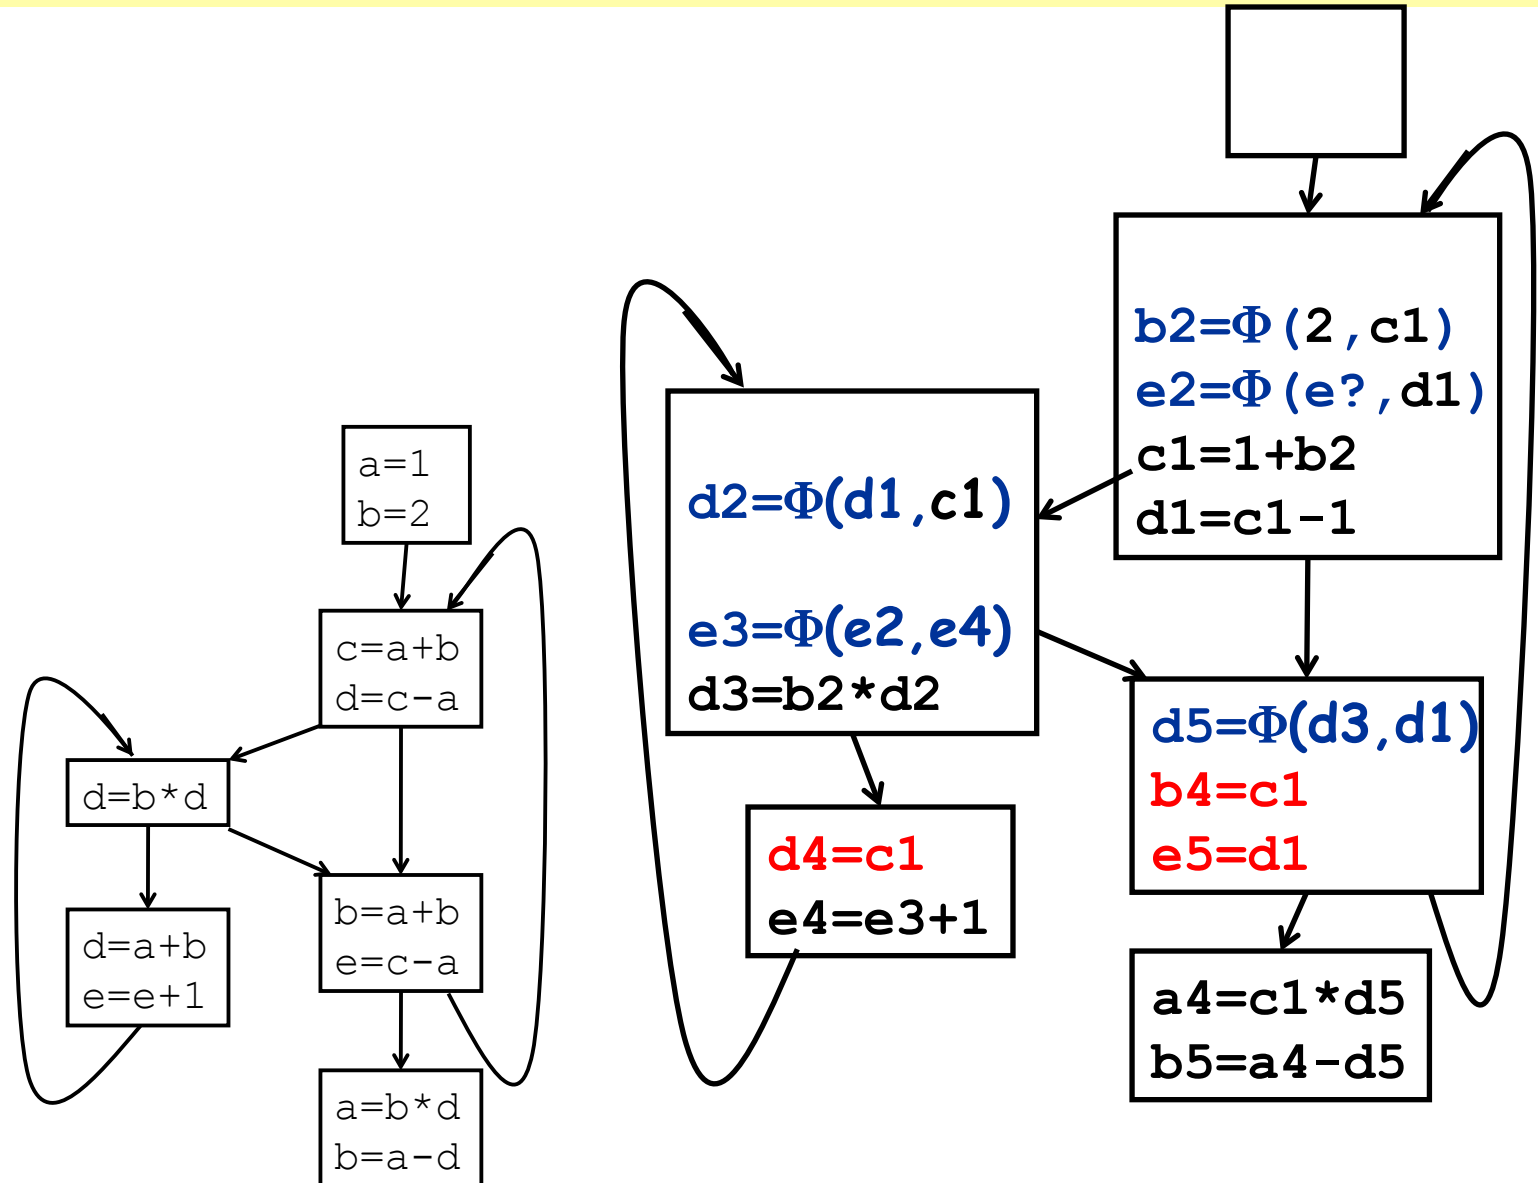 a=1
b=2
c=a+b
d=c-a
d=b*d
d=a+b
e=e+1
b=a+b
e=c-a
a=b*d
b=a-d
b2=Φ(2,c1)
e2=Φ(e?,d1)
c1=1+b2
d1=c1-1
d2=Φ(d1,c1)
e3=Φ(e2,e4)
d3=b2*d2
d4=c1
e4=e3+1
d5=Φ(d3,d1)
b4=c1
e5=d1
a4=c1*d5
b5=a4-d5